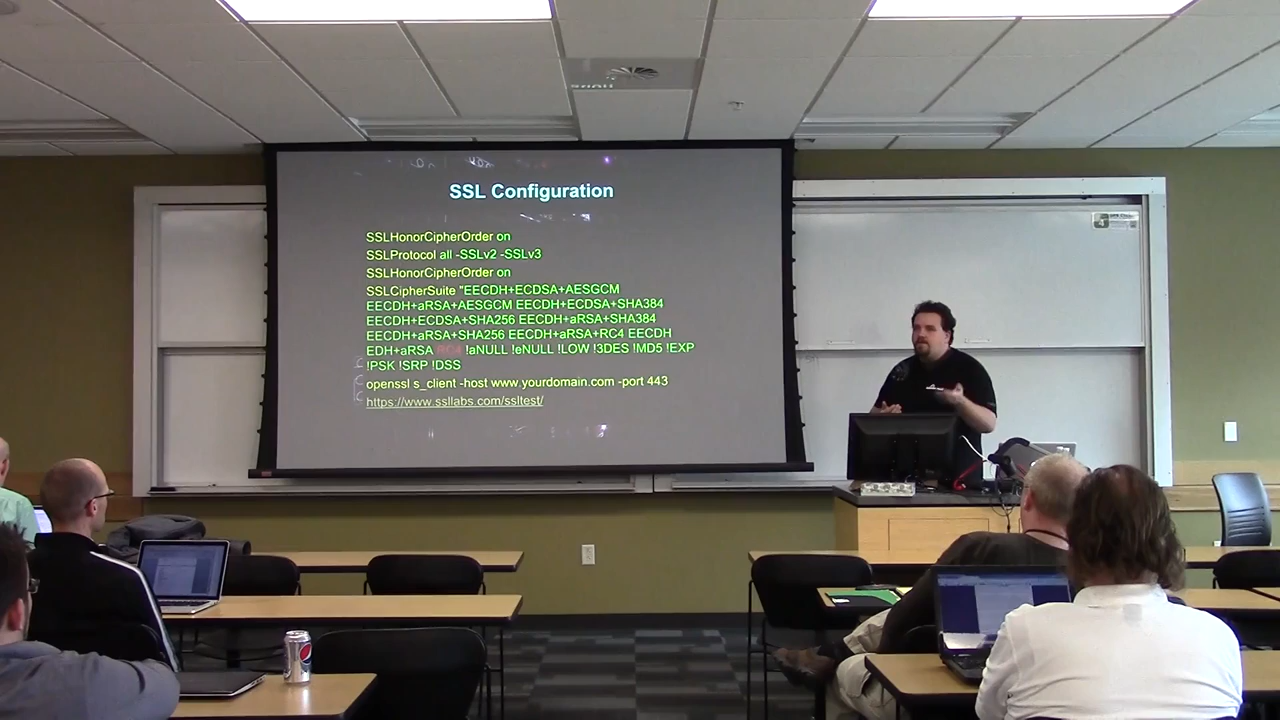 SSL Configuration
SSLHonorCipherOrder on
SSLProtocol all -SSLv2 -SSLv3
SSLHonorCipherOrder on
SSLCipherSuite "EECDH+ECDSA+AESGCM
EECDH+aRSA+AESGCM EECDH+ECDSA+SHA384
EECDH+ECDSA+SHA256 EECDH+aRSA+SHA384
EECDH+aRSA+SHA256 EECDH+aRSA+RC4 EECDH
EDH+aRSA RC4 !aNULL !eNULL !LOW !3DES !MD5 !EXP
!PSK !SRP !DSS
openssl s_client -host www.yourdomain.com -port 443
https://www.ssllabs.com/ssltest/
4